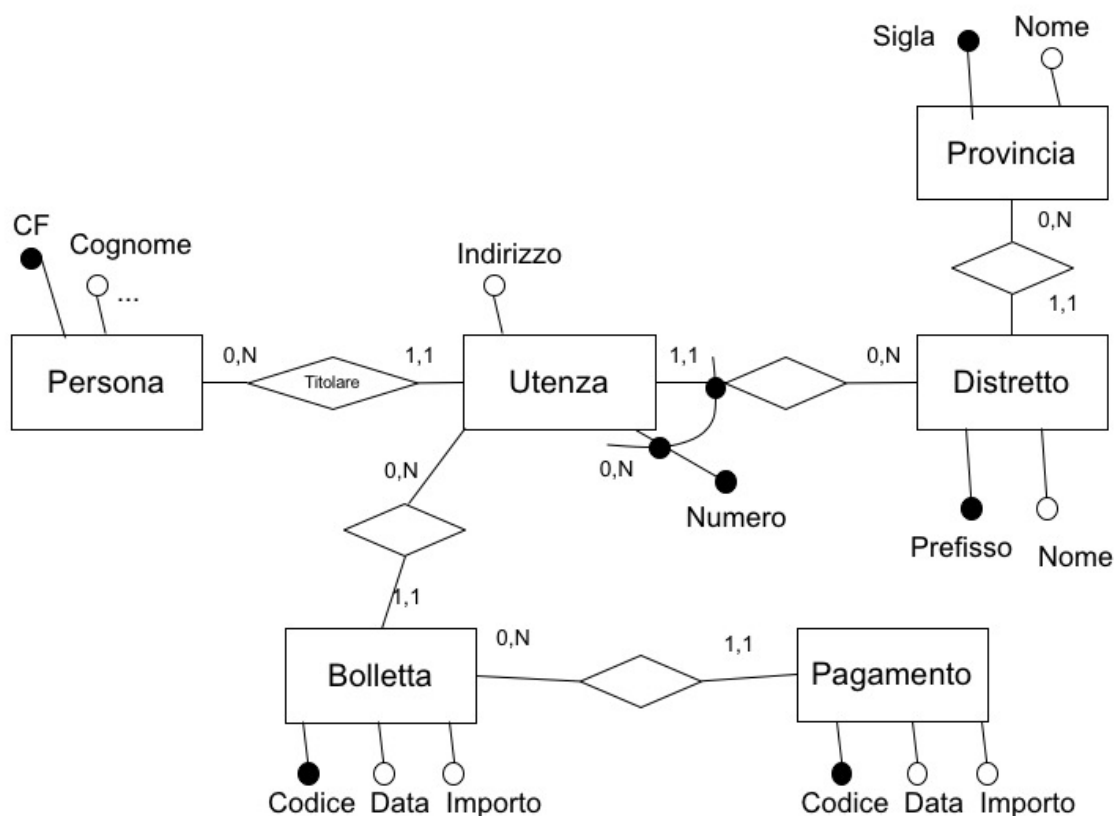 Sigla
Nome
Provincia
0,N
1,1
CF
Cognome
...
Indirizzo
Persona
0,N
Titolare
1,1
Utenza
1,1
0,N
Distretto
0,N
0,N
Numero
Prefisso
Nome
1,1
Bolletta
0,N
1,1
Pagamento
Codice
Data
Importo
Codice
Data
Importo